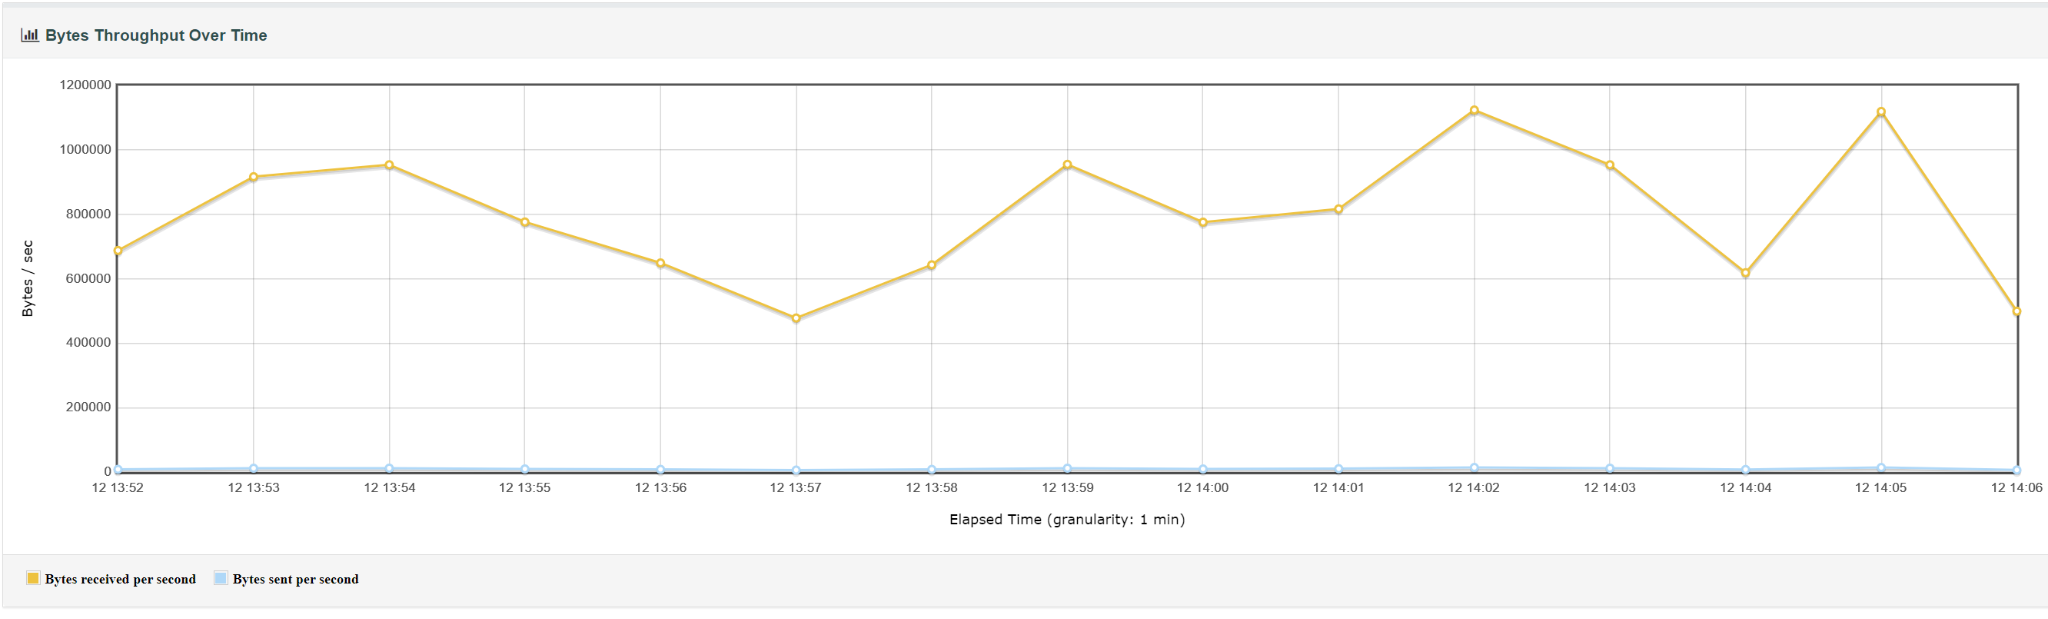 Bytes Throughput Over Time
1200000
1000000
800000
600000
400000
200000
0
Bytes / sec
12 13:52 12 13:53 12 13:54 12 13:55 12 13:56 12 13:57 12 13:58 12 13:59 12 14:00 12 14:01 12 14:02 12 14:03 12 14:04 12 14:05 12 14:06
Elapsed Time (granularity: 1 min)
Bytes received per second Bytes sent per second